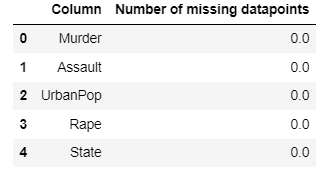 Column Number of missing datapoints
0 Murder 0.0
1 Assault 0.0
2 UrbanPop 0.0
3 Rape 0.0
4 State 0.0